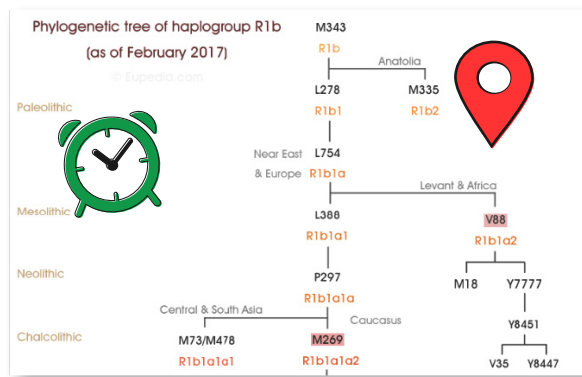 Phylogenetic tree of haplogroup R1b
(as of February 2017)
© Eupedia.com
M343
R1b
Anatolia
Paleolithic
L278
R1b1
M335
R1b2
Near East
& Europe
L754
R1b1a
Levant & Africa
Mesolithic
L388
R1b1a1
V88
R1b1a2
Neolithic
P297
R1b1a1a
M18
Y7777
Central & South Asia
Caucasus
Y8451
Chalcolithic
M73/M478
R1b1a1a1
M269
R1b1a1a2
V35
Y8447